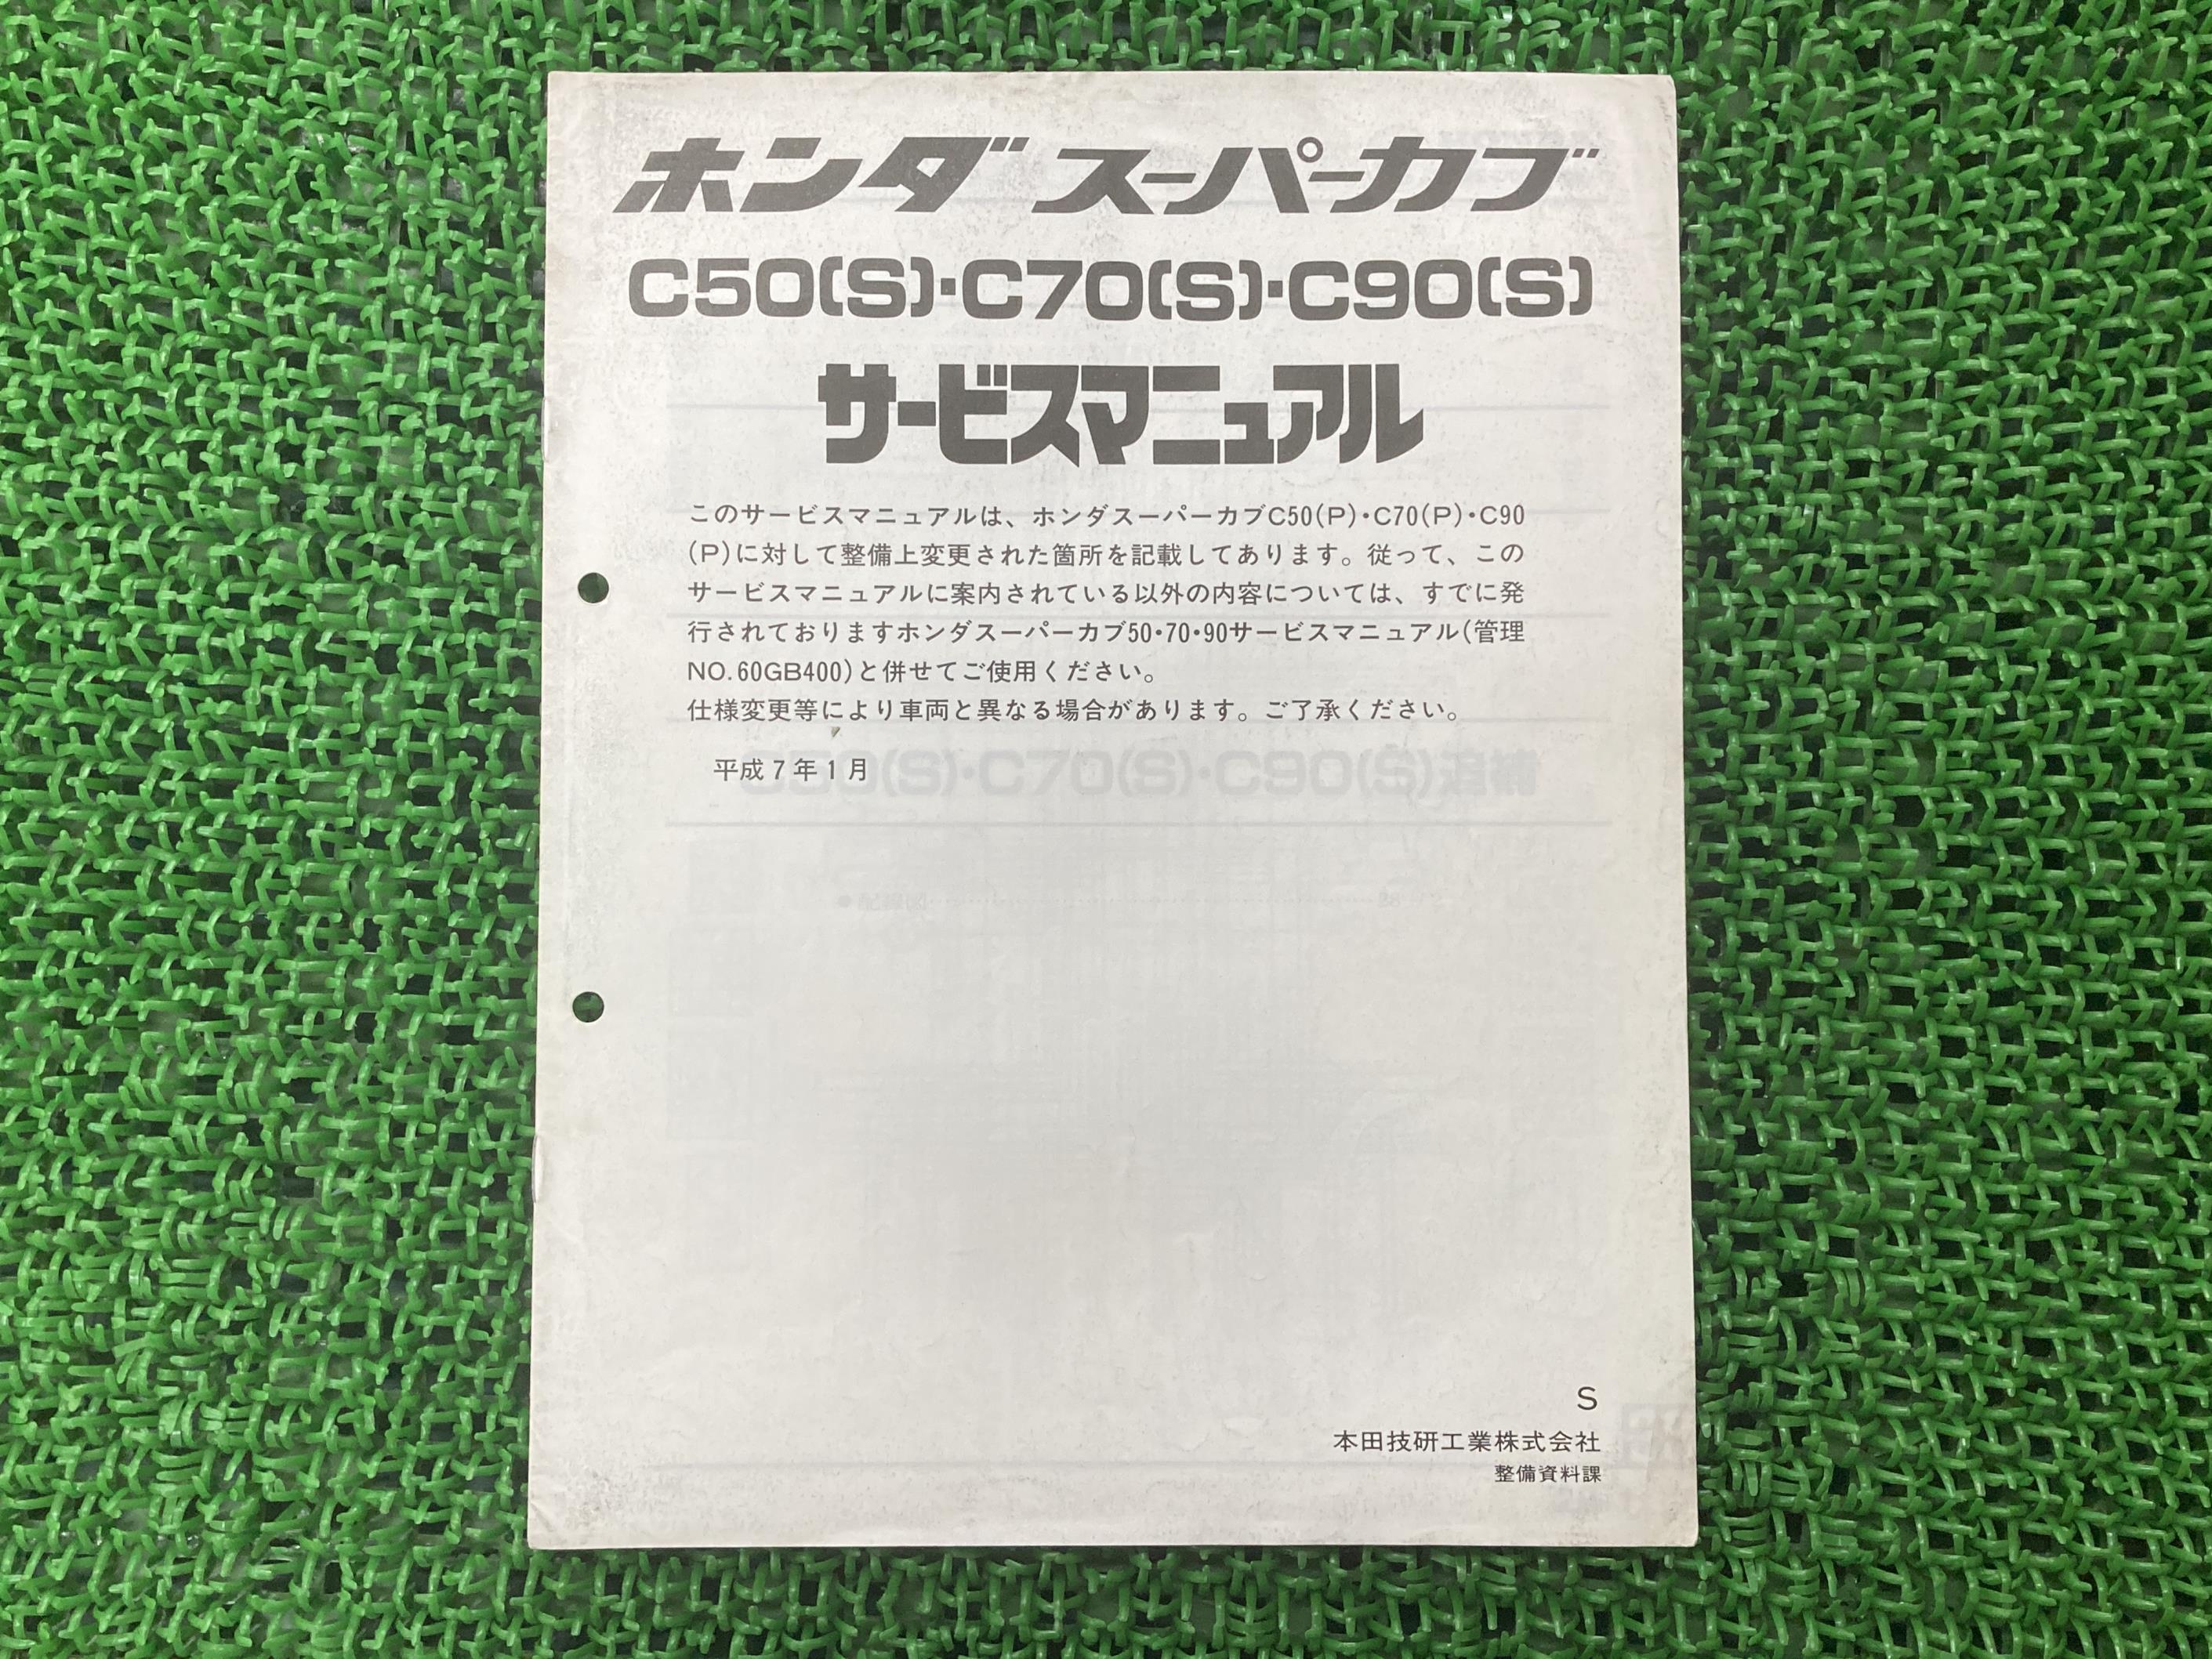 ホンダ スーパーカブ
C50(S)・C70(S)・C90(S)
サービスマニュアル
このサービスマニュアルは、ホンダスーパーカブC50(P)・C70(P)・C90
(P)に対して整備上変更された箇所を記載してあります。従って、この
サービスマニュアルに案内されている以外の内容については、すでに発
行されておりますホンダスーパーカブ50・70・90サービスマニュアル(管理
NO.60GB400)と併せてご使用ください。
仕様変更等により車両と異なる場合があります。ご了承ください。
平成7年1月
C50(S)・C70(S)・C90(S)
S
本田技研工業株式会社
整備資料課